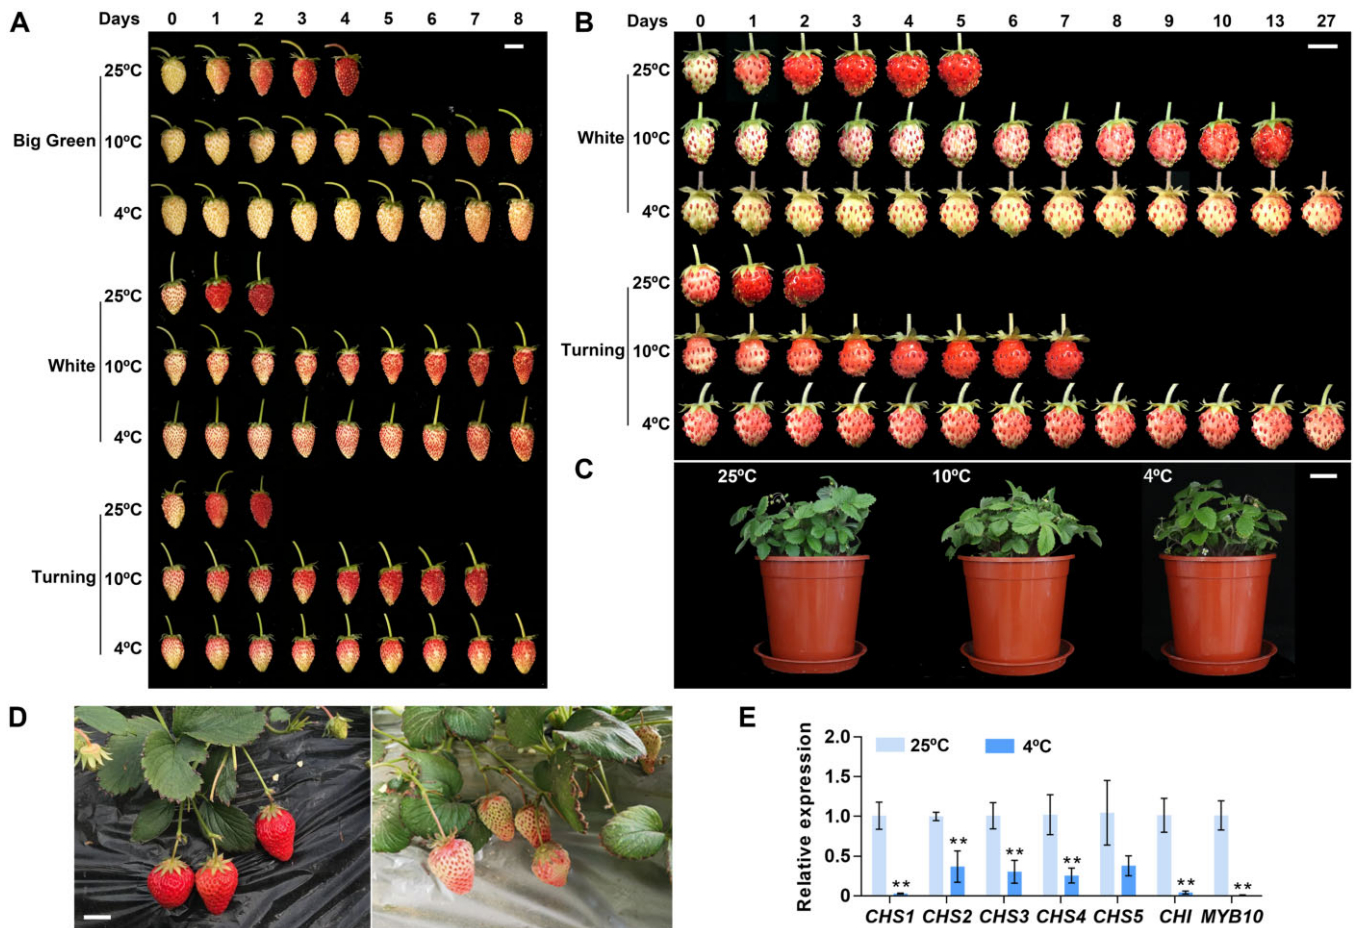 A Days 0 1 2 3 4 5 6 7 8
25ºC
Big Green 10ºC
4ºC
25ºC
White 10ºC
4ºC
25ºC
Turning 10ºC
4ºC
B Days 0 1 2 3 4 5 6 7 8 9 10 13 27
25ºC
White 10ºC
4ºC
25ºC
Turning 10ºC
4ºC
C 25ºC 10ºC 4ºC
D
E
Relative expression
2.0
1.5
1.0
0.5
0
25ºC 4ºC
** ** ** ** ** **
CHS1 CHS2 CHS3 CHS4 CHS5 CHI MYB10